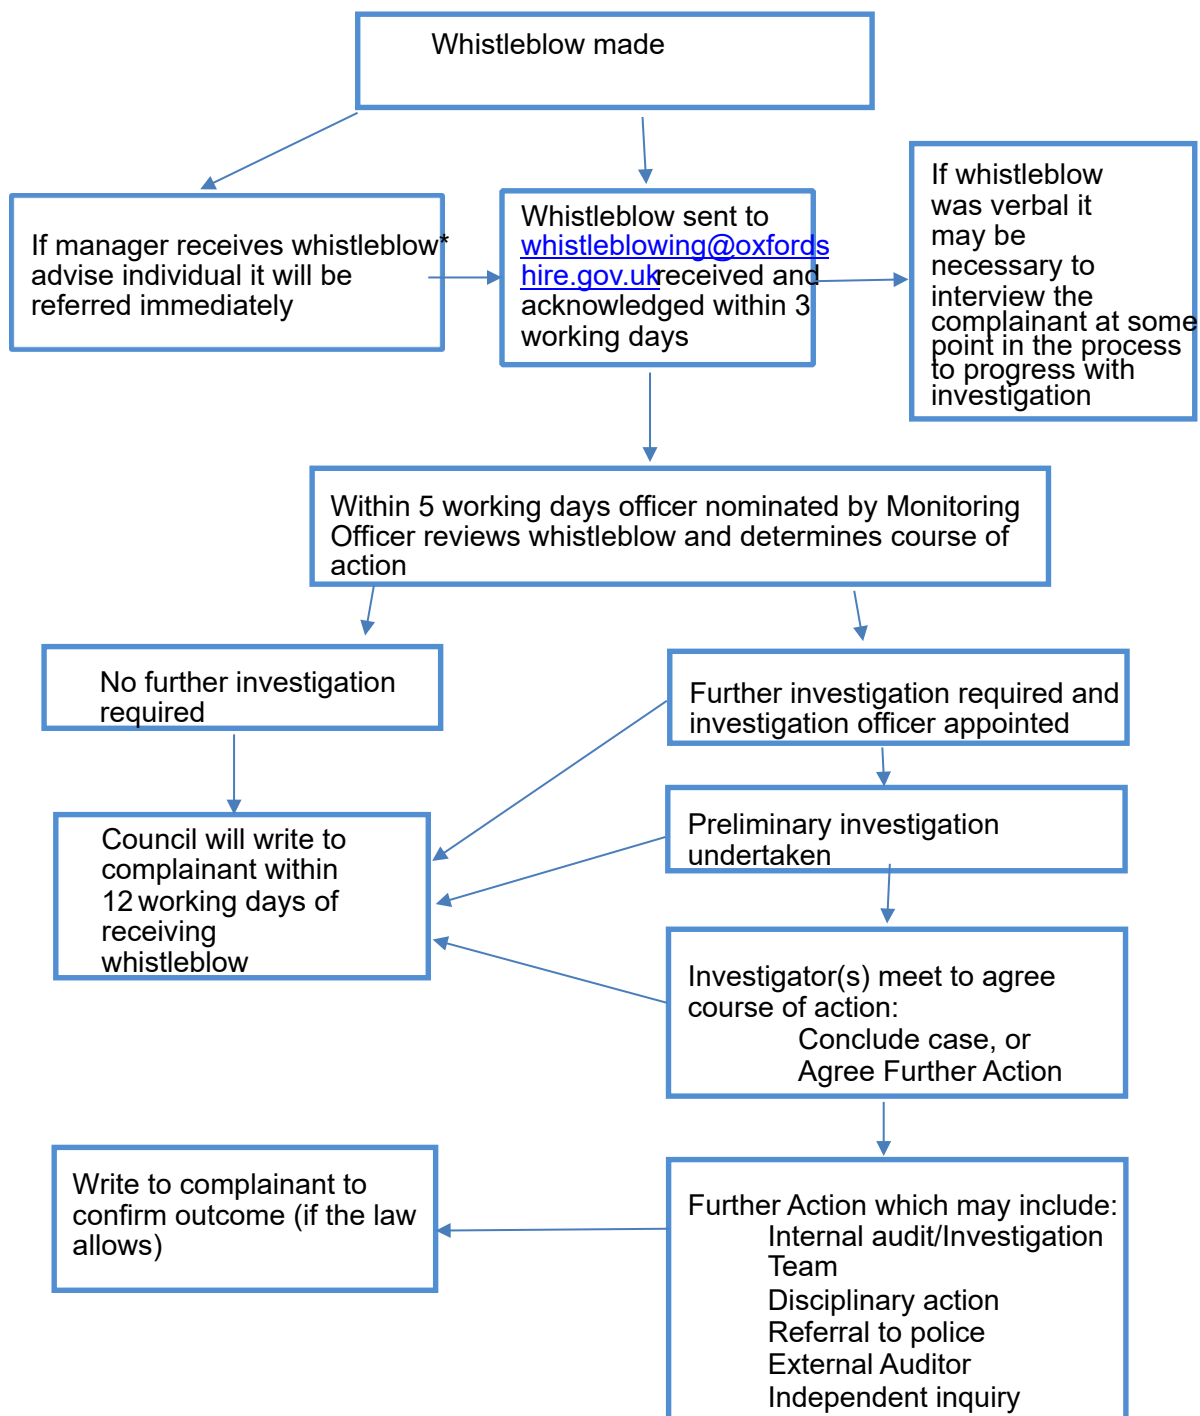 Whistleblow made
If manager receives whistleblow*
advise individual it will be
referred immediately
Whistleblow sent to
whistleblowing@oxfords
hire.gov.ukreceived and
acknowledged within 3
working days
If whistleblow
was verbal it
may be
necessary to
interview the
complainant at some
point in the process
to progress with
investigation
Within 5 working days officer nominated by Monitoring
Officer reviews whistleblow and determines course of
action
No further investigation
required
Further investigation required and
investigation officer appointed
Council will write to
complainant within
12 working days of
receiving
whistleblow
Preliminary investigation
undertaken
Investigator(s) meet to agree
course of action:
Conclude case, or
Agree Further Action
Write to complainant to
confirm outcome (if the law
allows)
Further Action which may include:
Internal audit/Investigation
Team
Disciplinary action
Referral to police
External Auditor
Independent inquiry